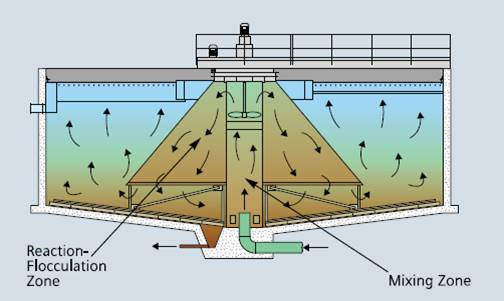 Reaction-
Flocculation
Zone
Mixing Zone